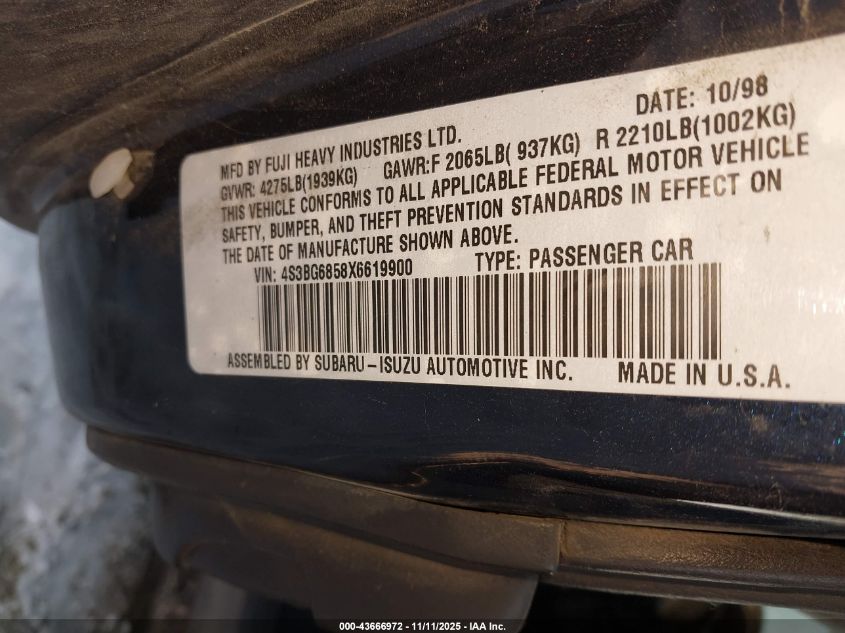 DATE: 10/98
MFD BY FUJI HEAVY INDUSTRIES LTD.
GVWR: 4275LB(1939KG) GAWR:F 2065LB( 937KG) R 2210LB(1002KG)
THIS VEHICLE CONFORMS TO ALL APPLICABLE FEDERAL MOTOR VEHICLE
SAFETY, BUMPER, AND THEFT PREVENTION STANDARDS IN EFFECT ON
THE DATE OF MANUFACTURE SHOWN ABOVE.
VIN: 4S3BG6858X6619900 TYPE: PASSENGER CAR
ASSEMBLED BY SUBARU-ISUZU AUTOMOTIVE INC. MADE IN U.S.A.
000-43666972 - 11/11/2025 - IAA Inc.